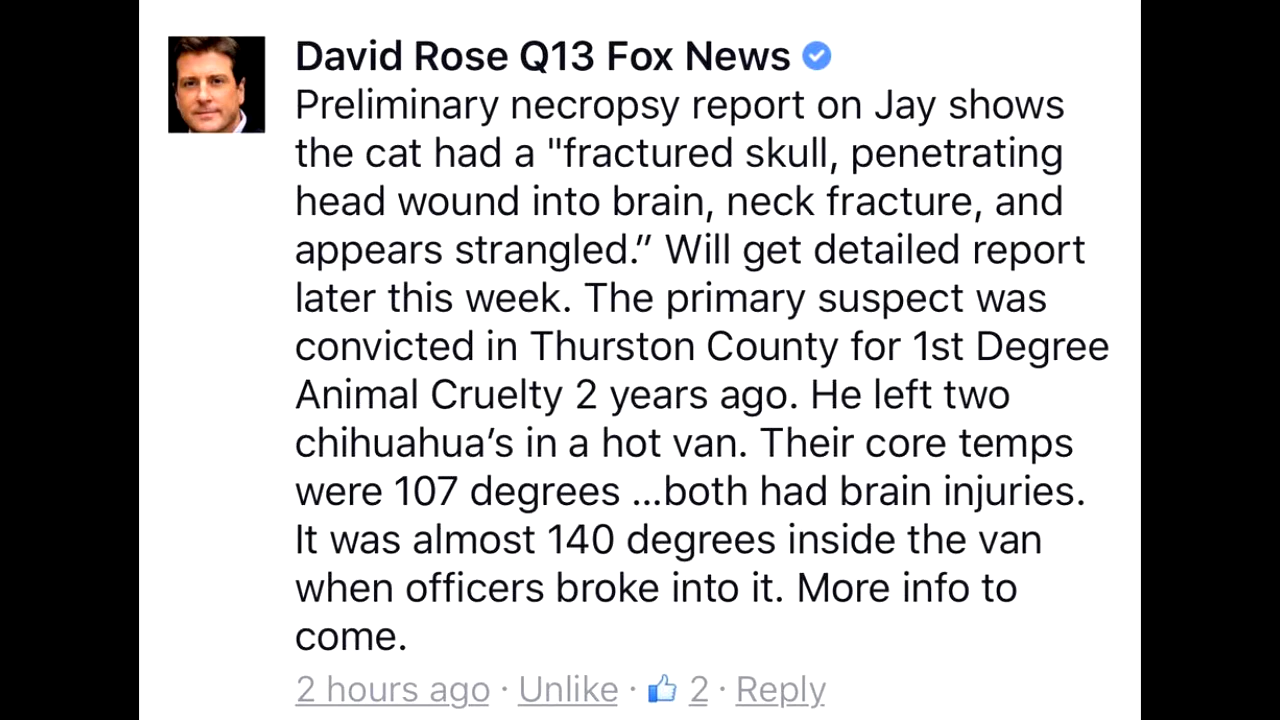 David Rose Q13 Fox News
Preliminary necropsy report on Jay shows
the cat had a "fractured skull, penetrating
head wound into brain, neck fracture, and
appears strangled.” Will get detailed report
later this week. The primary suspect was
convicted in Thurston County for 1st Degree
Animal Cruelty 2 years ago. He left two
chihuahua’s in a hot van. Their core temps
were 107 degrees ...both had brain injuries.
It was almost 140 degrees inside the van
when officers broke into it. More info to
come.
2 hours ago · Unlike · 2 · Reply